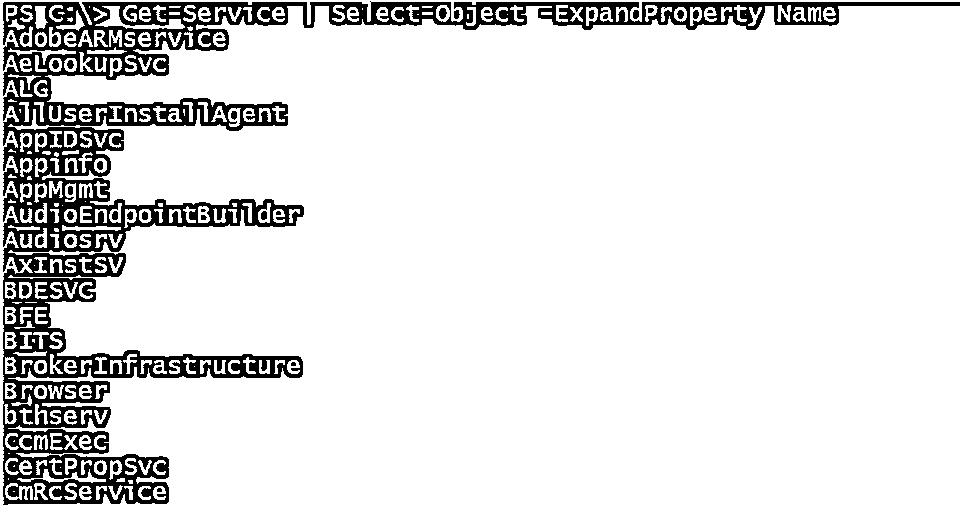 PS C:\> Get-Service | Select-Object -ExpandProperty Name
AdobeARMservice
AeLookupSvc
ALG
AllUserInstallAgent
AppIDSvc
Appinfo
AppMgmt
AudioEndpointBuilder
Audiosrv
AxInstSV
BDESVC
BFE
BITS
BrokerInfrastructure
Browser
bthserv
CcmExec
CertPropSvc
CmRcService